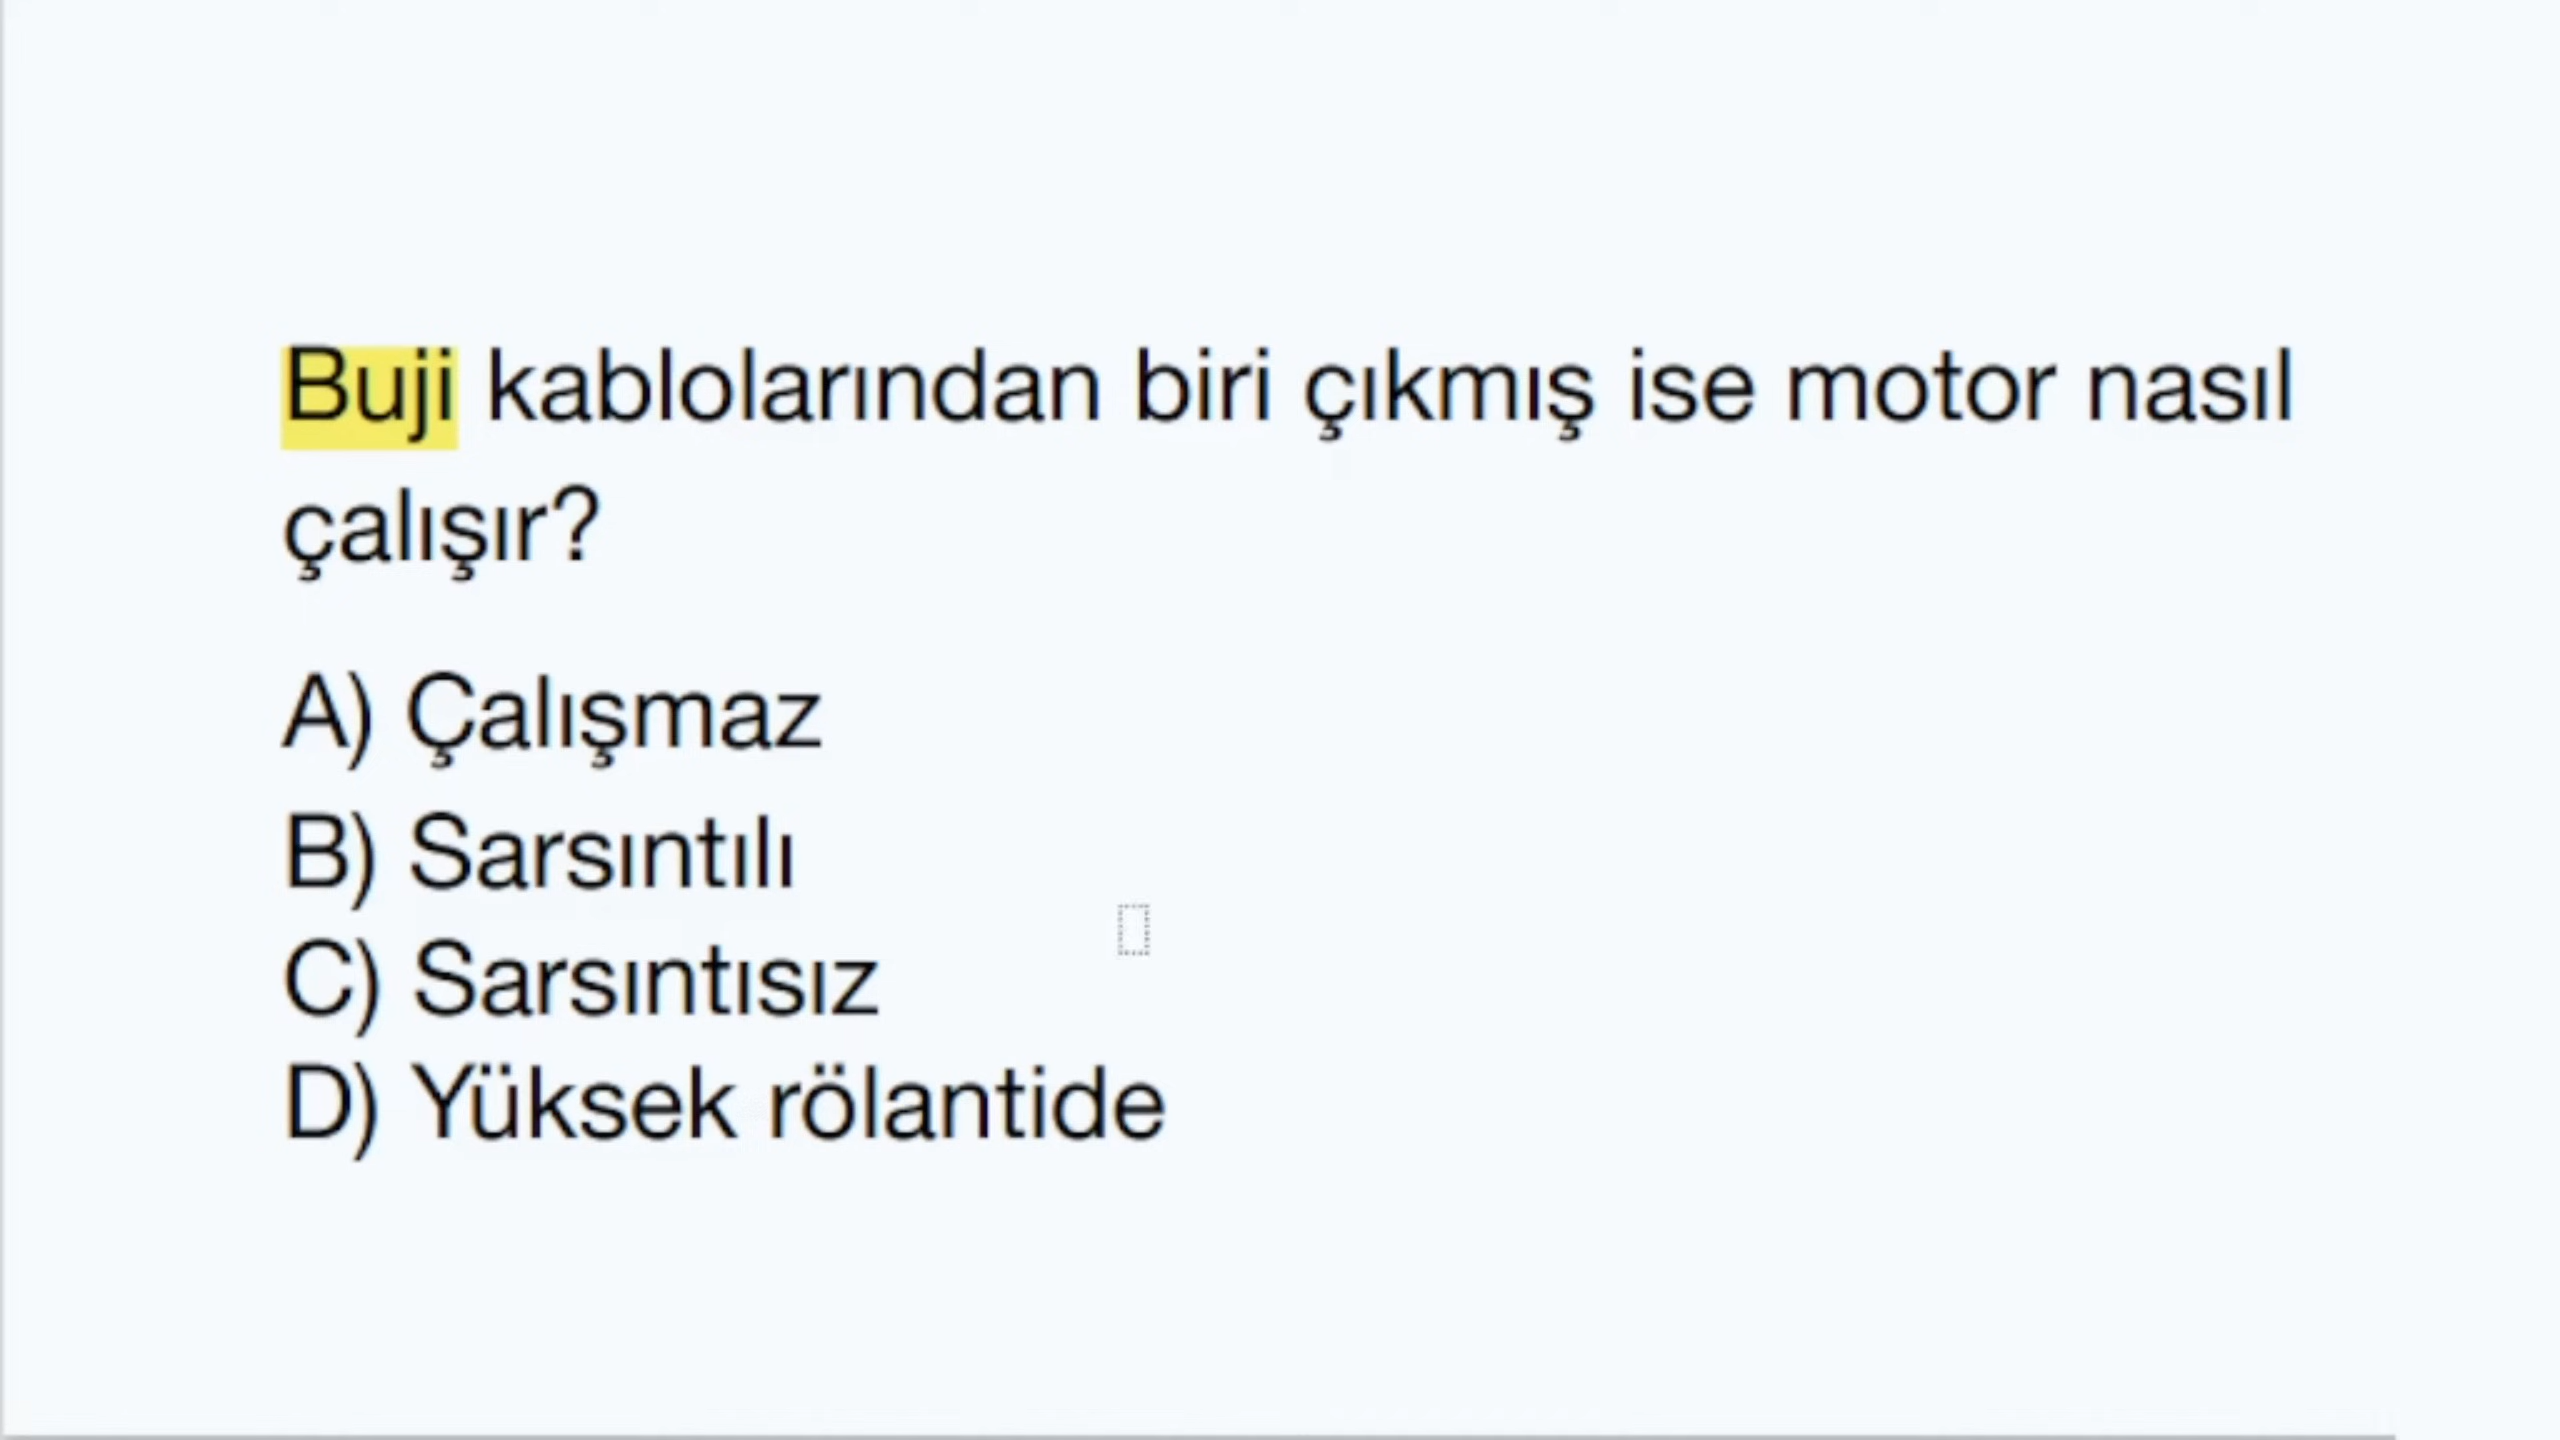 Buji kablolarından biri çıkmış ise motor nasıl
çalışır?
A) Çalışmaz
B) Sarsıntılı
C) Sarsıntısız
D) Yüksek rölantide